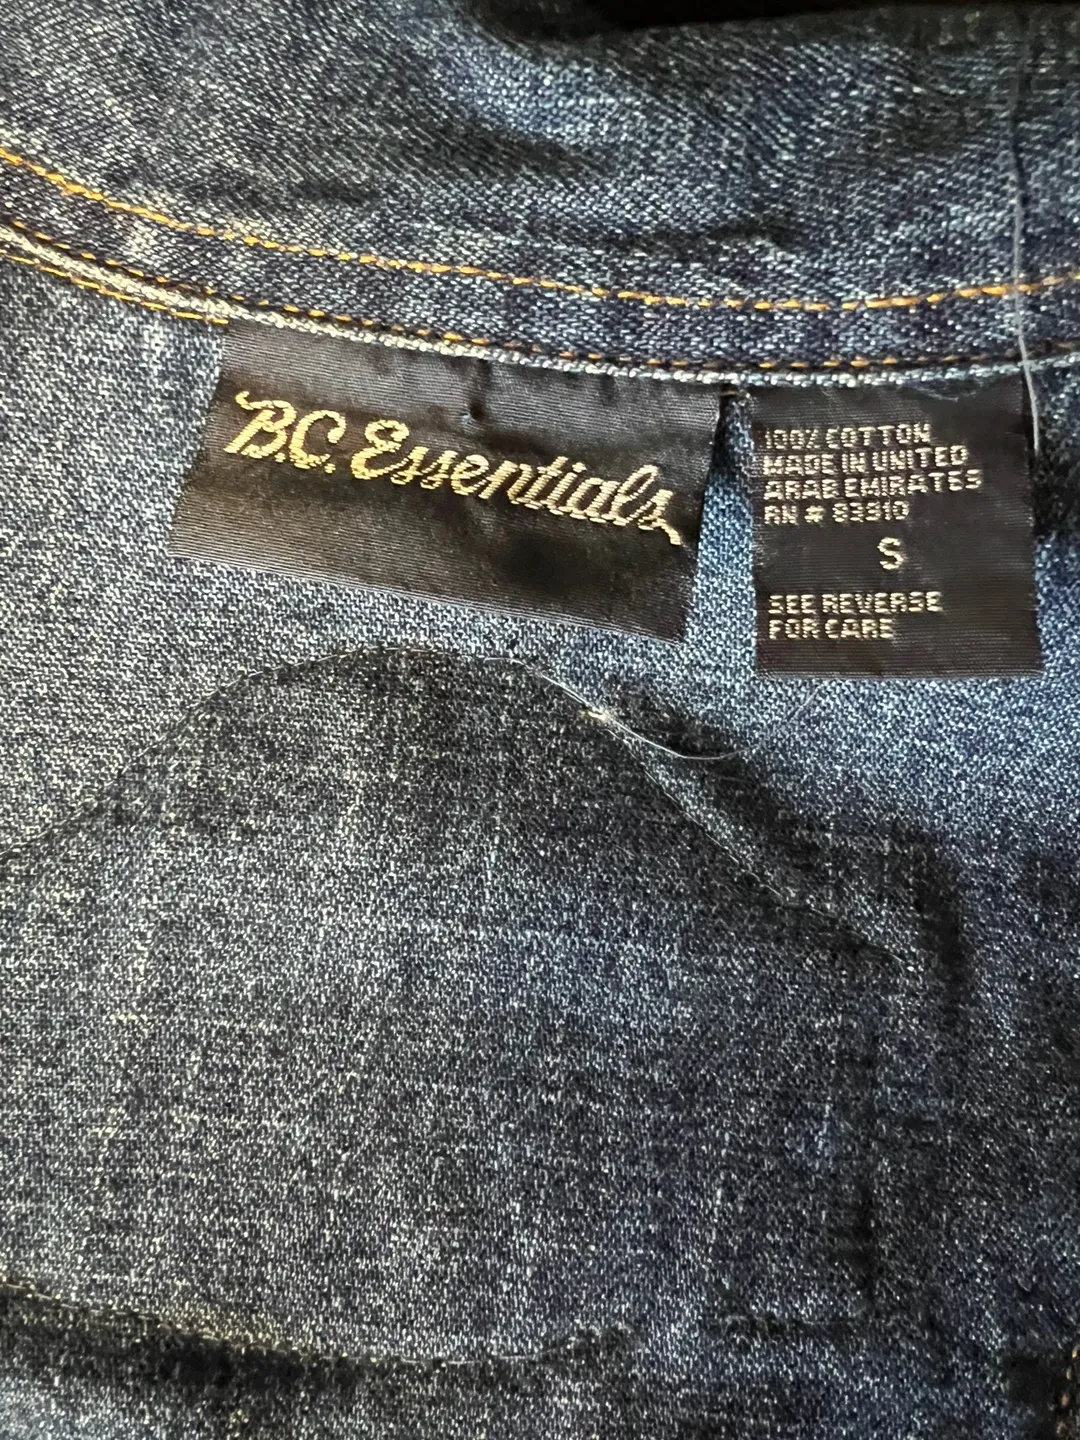 B.C. Essentials
100% COTTON
MADE IN UNITED
ARAB EMIRATES
RN # 83310
S
SEE REVERSE
FOR CARE